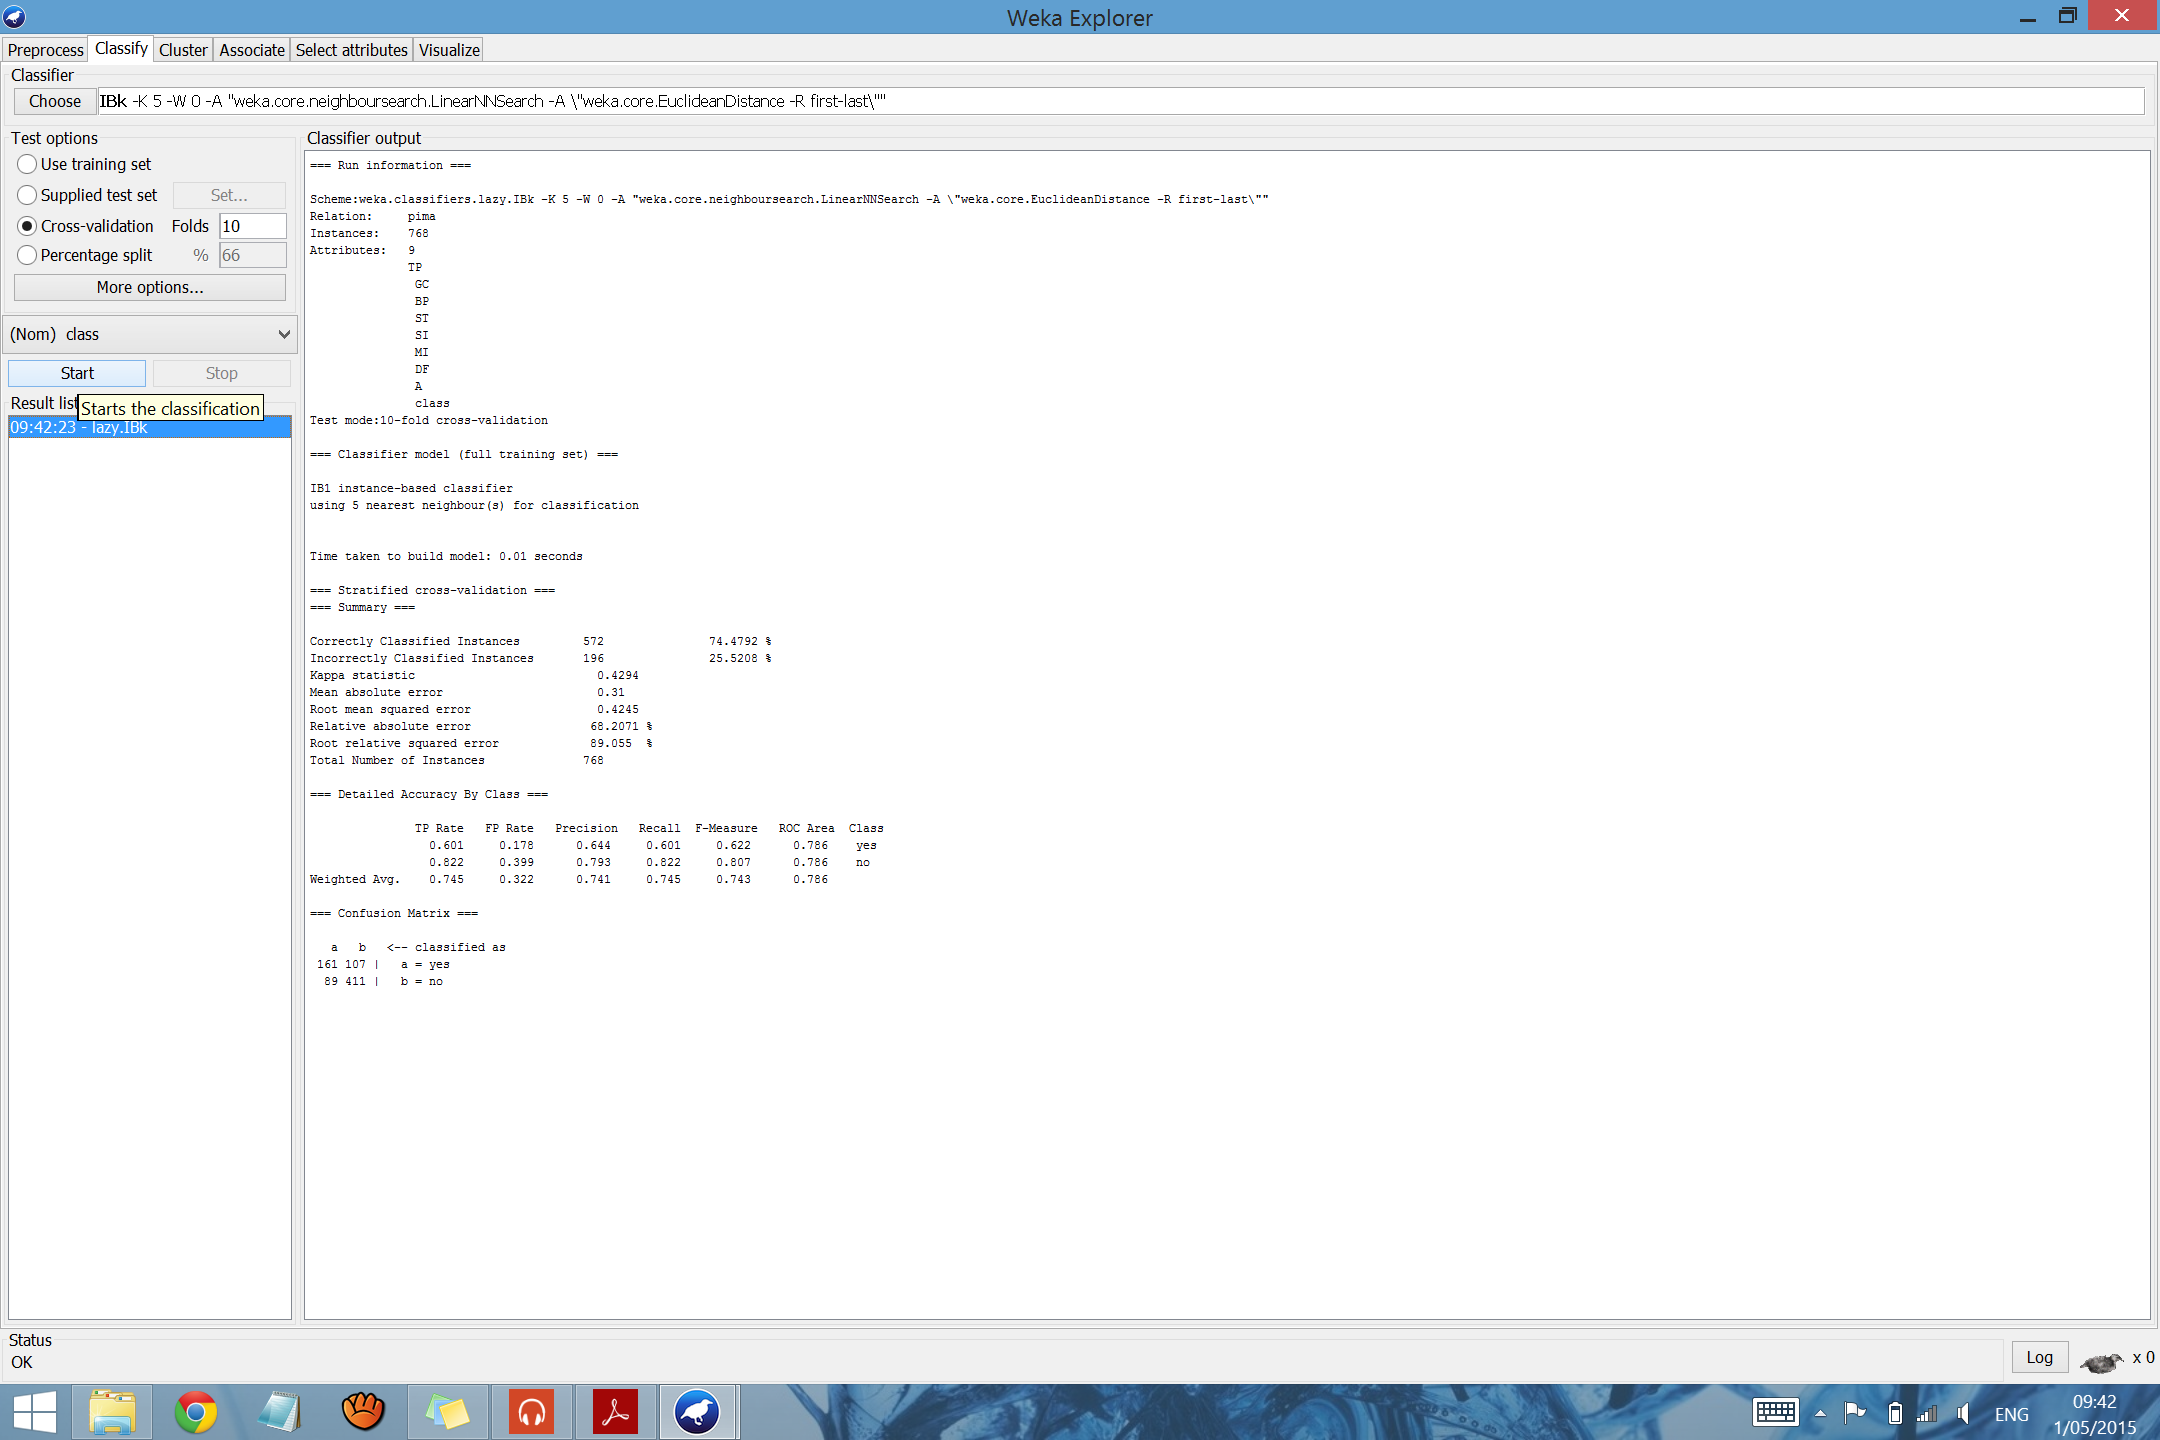 Weka Explorer
Preprocess Classify Cluster Associate Select attributes Visualize
Classifier
Choose IBk -K 5 -W 0 -A "weka.core.neighboursearch.LinearNNSearch -A \"weka.core.EuclideanDistance -R first-last\""
Test options
Use training set
Supplied test set Set...
Cross-validation Folds 10
Percentage split % 66
More options...
(Nom) class
Start Stop
Result list
Starts the classification
09:42:23 - lazy.IBk
Classifier output
=== Run information ===
Scheme:weka.classifiers.lazy.IBk -K 5 -W 0 -A "weka.core.neighboursearch.LinearNNSearch -A \"weka.core.EuclideanDistance -R first-last\""
Relation: pima
Instances: 768
Attributes: 9
TP
GC
BP
ST
SI
MI
DF
A
class
Test mode:10-fold cross-validation
=== Classifier model (full training set) ===
IB1 instance-based classifier
using 5 nearest neighbour(s) for classification
Time taken to build model: 0.01 seconds
=== Stratified cross-validation ===
=== Summary ===
Correctly Classified Instances 572 74.4792 %
Incorrectly Classified Instances 196 25.5208 %
Kappa statistic 0.4294
Mean absolute error 0.31
Root mean squared error 0.4245
Relative absolute error 68.2071 %
Root relative squared error 89.055 %
Total Number of Instances 768
=== Detailed Accuracy By Class ===
TP Rate FP Rate Precision Recall F-Measure ROC Area Class
0.601 0.178 0.644 0.601 0.622 0.786 yes
0.822 0.399 0.793 0.822 0.807 0.786 no
Weighted Avg. 0.745 0.322 0.741 0.745 0.743 0.786
=== Confusion Matrix ===
a b <-- classified as
161 107 | a = yes
89 411 | b = no
Status
OK
Log x 0
ENG
09:42
1/05/2015